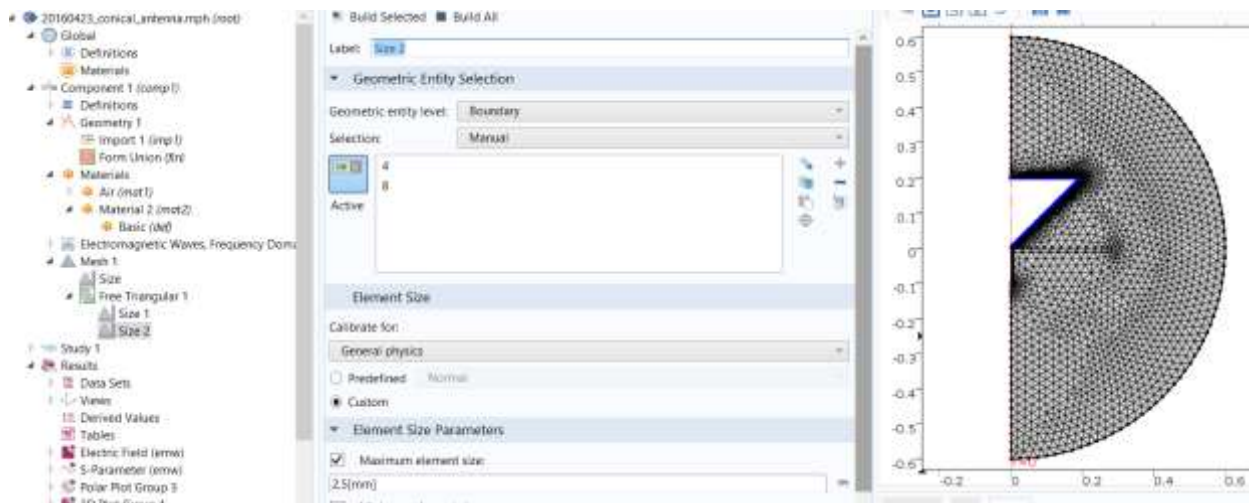 20160423_conical_antenna.mph (root)
Global
Definitions
Materials
Component 1 (comp1)
Definitions
Geometry 1
Import 1 (imp1)
Form Union (fin)
Materials
Air (mat1)
Material 2 (mat2)
Basic (def)
Electromagnetic Waves, Frequency Doma
Mesh 1
Size
Free Triangular 1
Size 1
Size 2
Study 1
Results
Data Sets
Views
Derived Values
Tables
Electric Field (emw)
S-Parameter (emw)
Polar Plot Group 3
Build Selected Build All
Label: Size 2
Geometric Entity Selection
Geometric entity level: Boundary
Selection: Manual
4
8
Active
Element Size
Calibrate for:
General physics
Predefined Normal
Custom
Element Size Parameters
Maximum element size:
2.5[mm]
0.6
0.5
0.4
0.3
0.2
0.1
0
-0.1
-0.2
-0.3
-0.4
-0.5
-0.6
r=0
-0.2 0 0.2 0.4 0.6